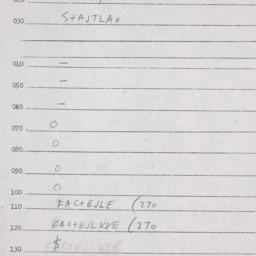 030 STAJTLAX
040 —
050 —
060 —
070 O
080 O
090 O
100 O
110 FACTEJLE (270
120 FACTEJLKPE (270
130 $